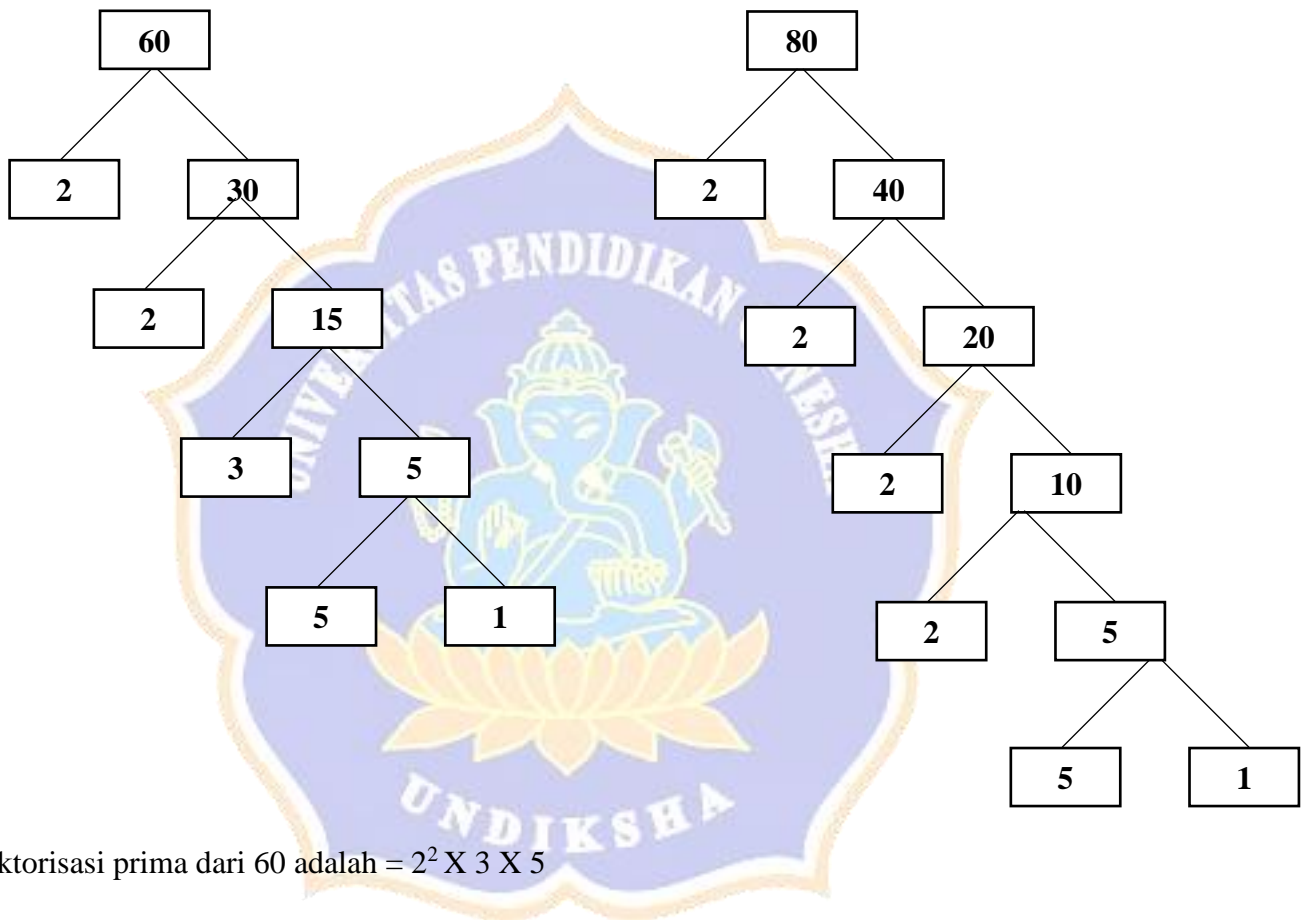 60 80
2 30 2 40
2 15 2 20
3 5 2 10
5 1 2 5
5 1
UNIVERSITAS PENDIDIKAN GANESHA
UNDIKSHA
ktorisasi prima dari 60 adalah = 2² X 3 X 5